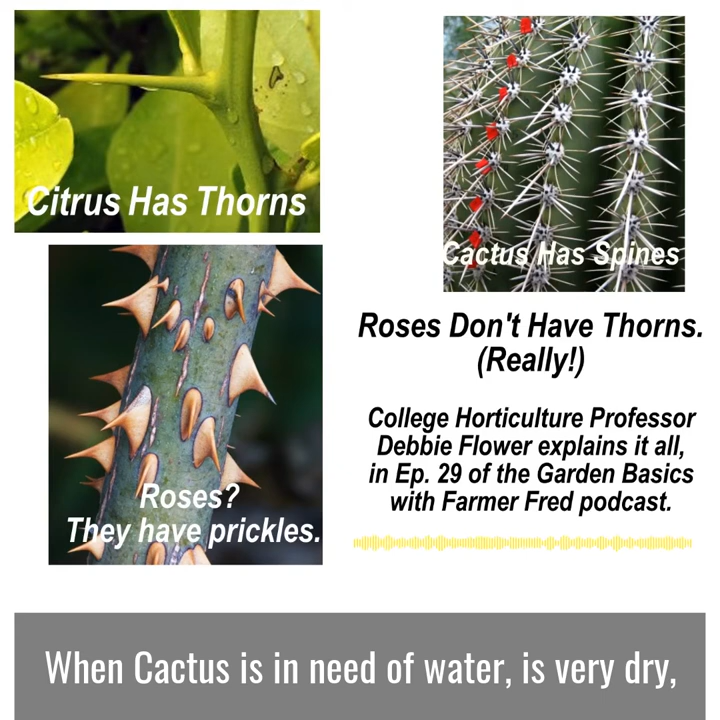 Citrus Has Thorns
Cactus Has Spines
Roses?
They have prickles.
Roses Don't Have Thorns.
(Really!)
College Horticulture Professor
Debbie Flower explains it all,
in Ep. 29 of the Garden Basics
with Farmer Fred podcast.
When Cactus is in need of water, is very dry,